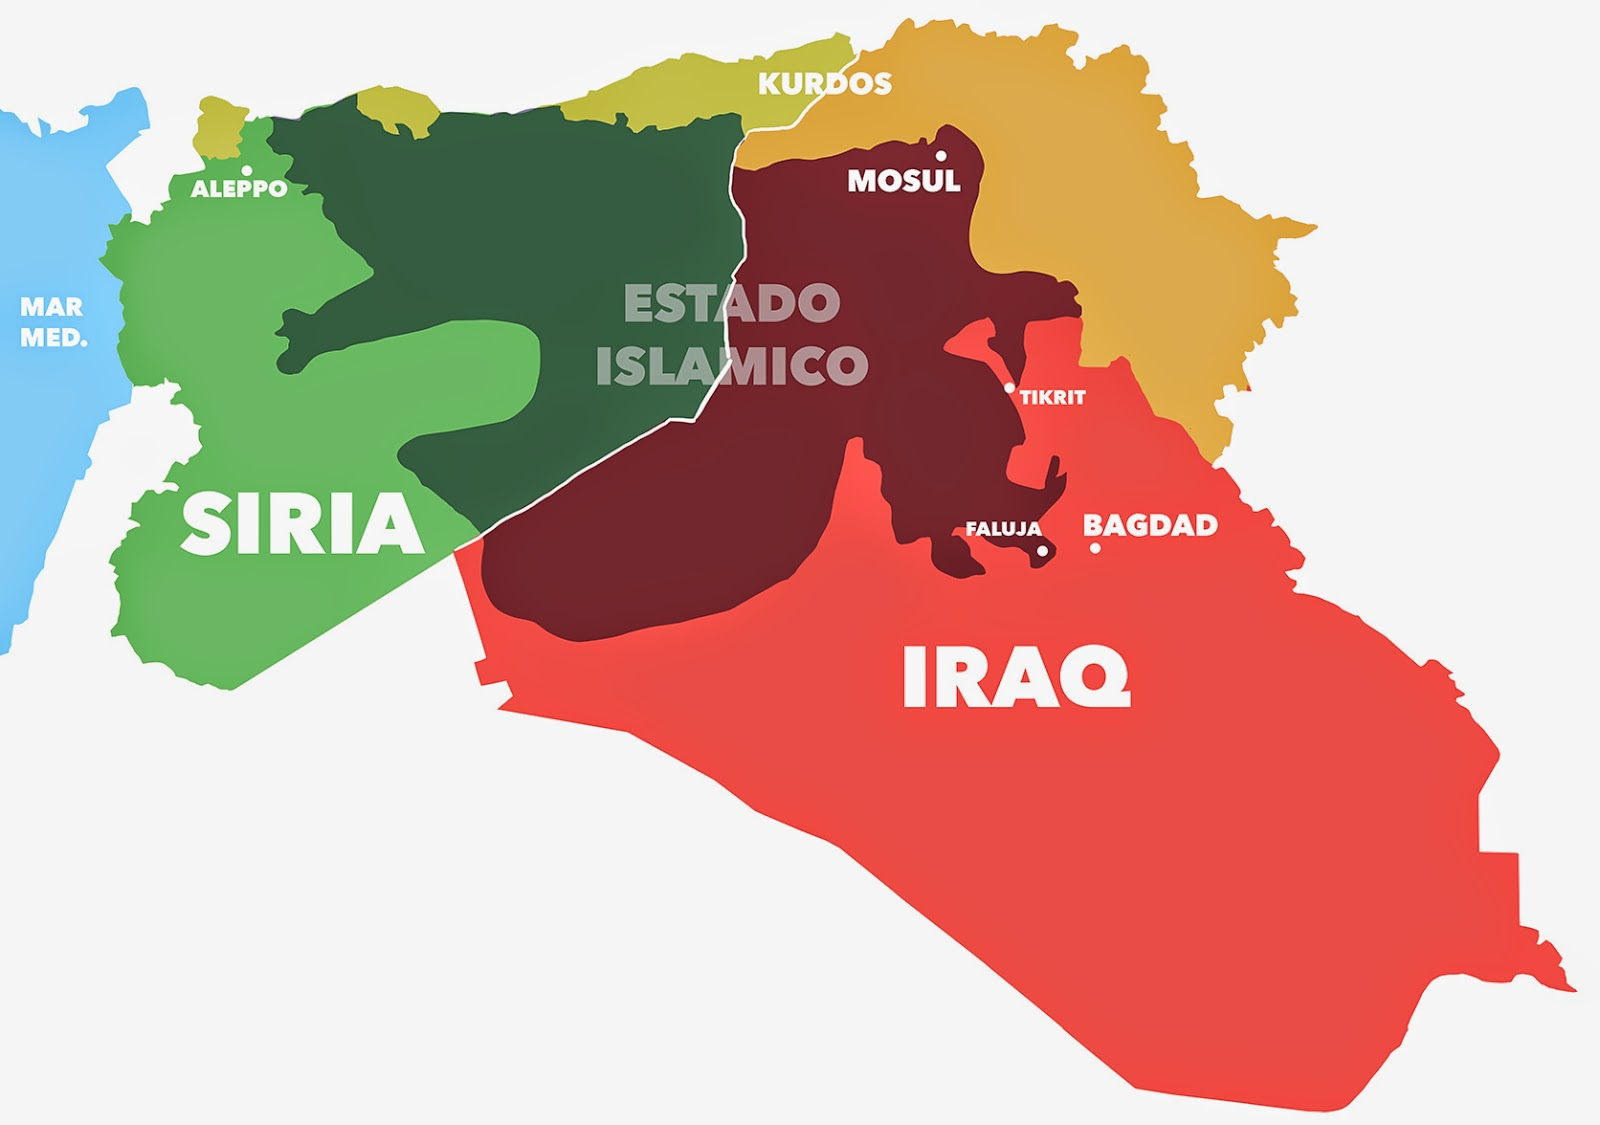 KURDOS
ALEPPO
MOSUL
MAR
MED.
ESTADO
ISLAMICO
TIKRIT
SIRIA
FALUJA
BAGDAD
IRAQ